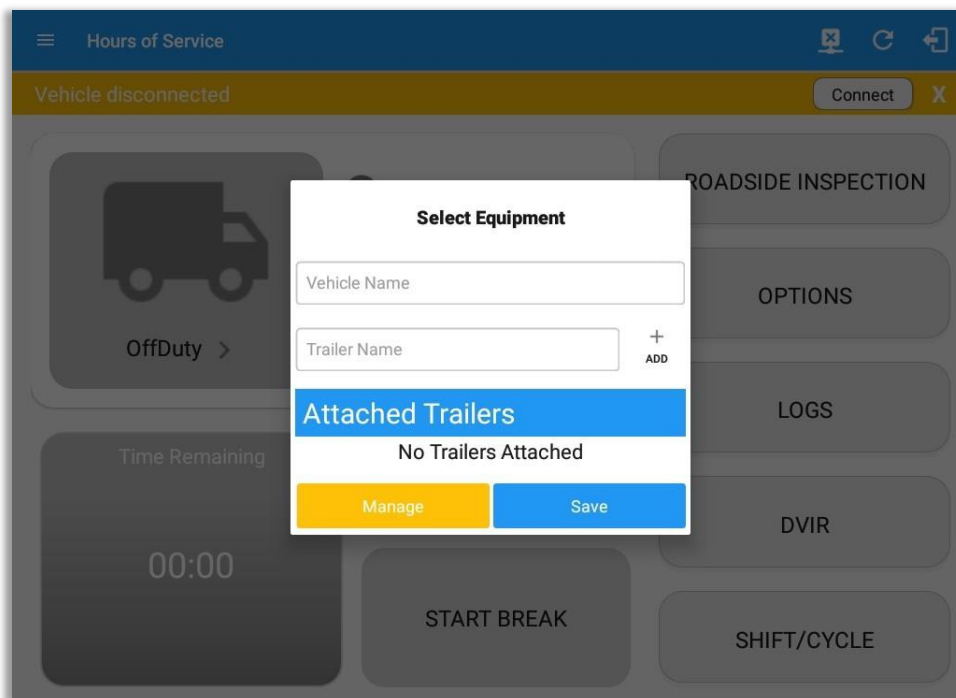 Hours of Service
Vehicle disconnected
Connect
X
OffDuty
Time Remaining
00:00
Select Equipment
Vehicle Name
Trailer Name
+
ADD
Attached Trailers
No Trailers Attached
Manage
Save
START BREAK
ROADSIDE INSPECTION
OPTIONS
LOGS
DVIR
SHIFT/CYCLE